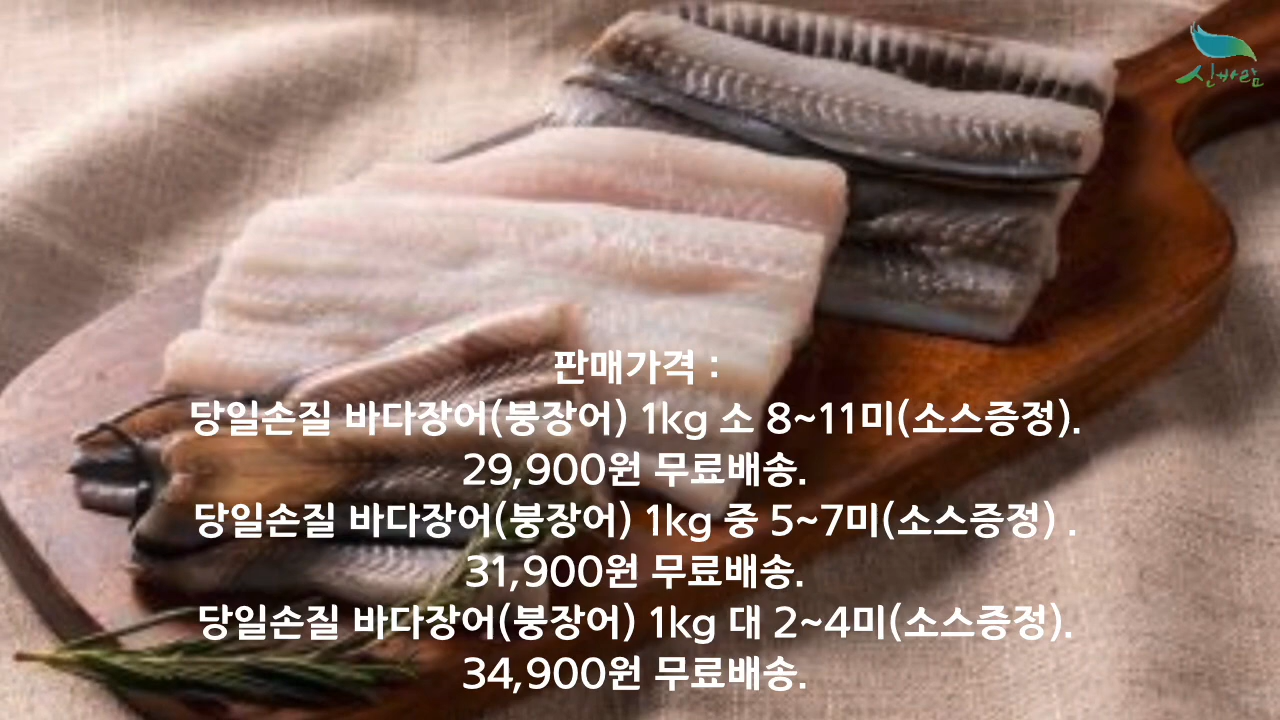 신바람
판매가격 :
당일손질 바다장어(붕장어) 1kg 소 8~11미(소스증정).
29,900원 무료배송.
당일손질 바다장어(붕장어) 1kg 중 5~7미(소스증정) .
31,900원 무료배송.
당일손질 바다장어(붕장어) 1kg 대 2~4미(소스증정).
34,900원 무료배송.